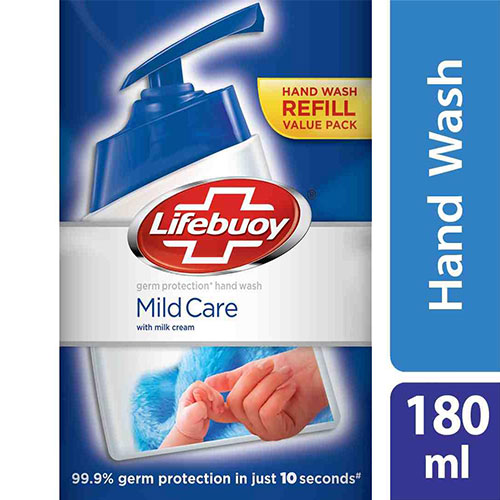 HAND WASH
REFILL
VALUE PACK
Lifebuoy
germ protection* hand wash
Mild Care
with milk cream
99.9% germ protection in just 10 seconds#
Hand Wash
180
ml